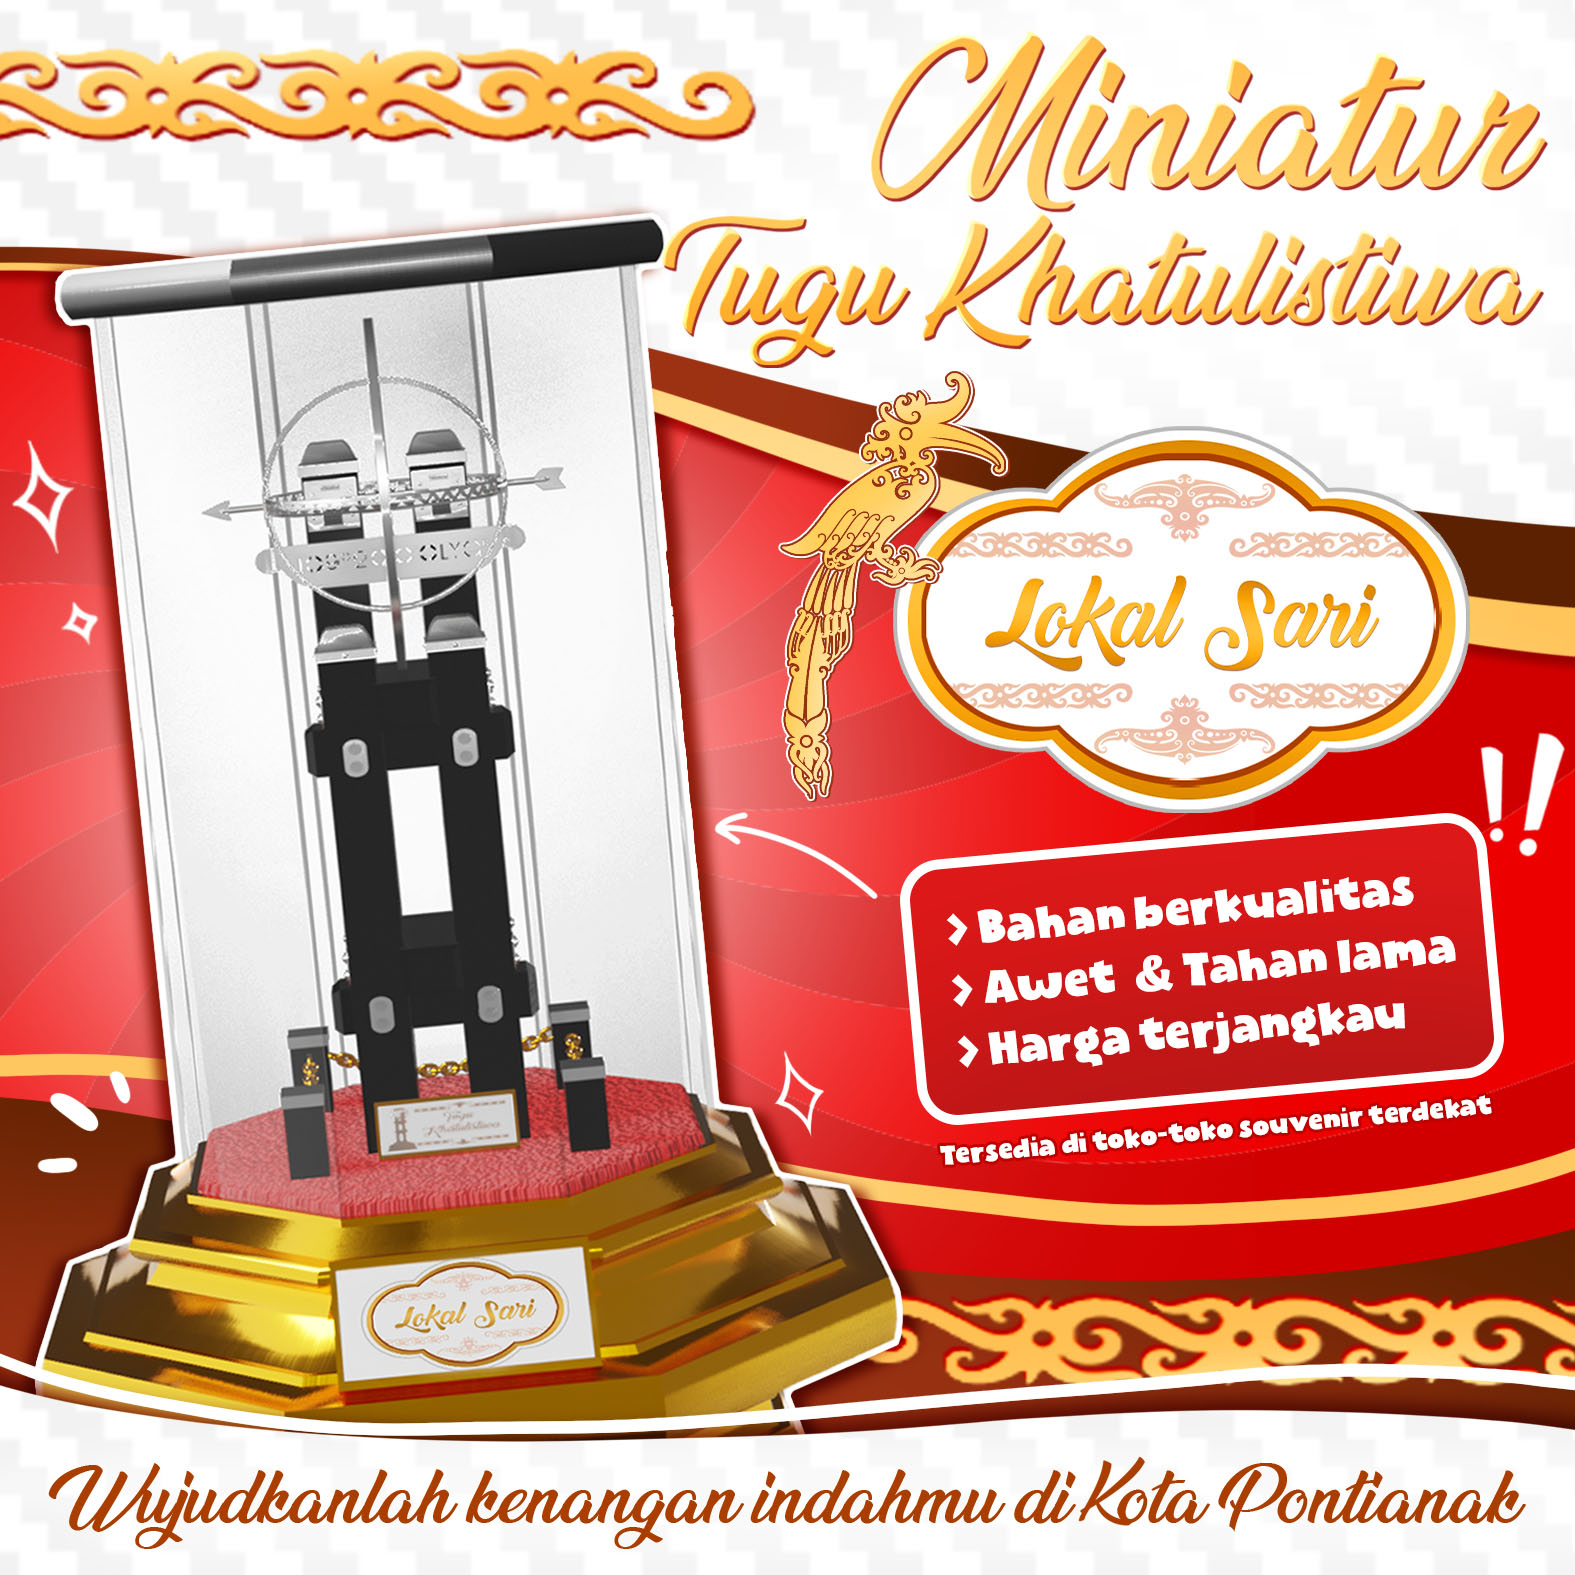 Miniatur
Tugu Khatulistiwa
Lokal Sari
> Bahan berkualitas
> Awet & Tahan lama
> Harga terjangkau
!!
Tersedia di toko-toko souvenir terdekat
Tugu
Khatulistiwa
Lokal Sari
Wujudkanlah kenangan indahmu di Kota Pontianak